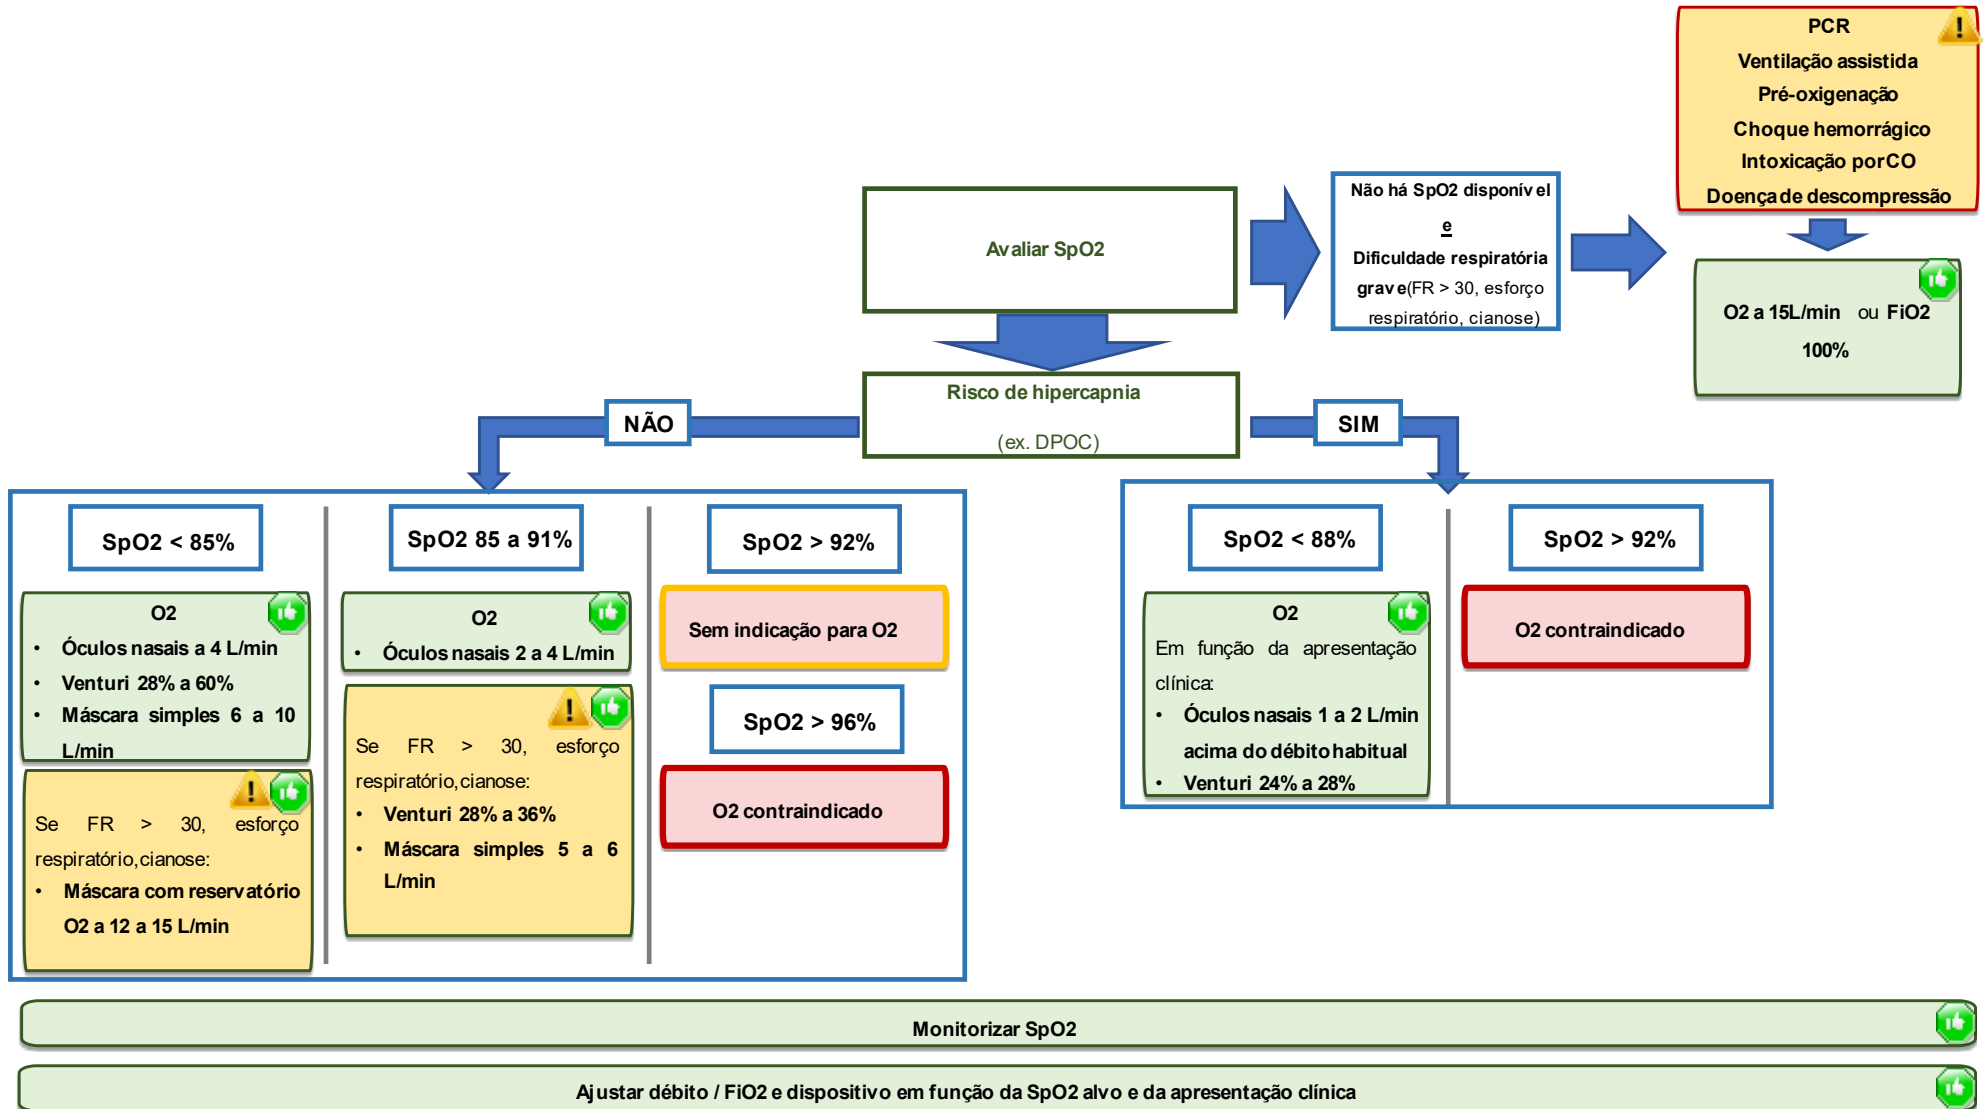 PCR
Ventilação assistida
Pré-oxigenação
Choque hemorrágico
Intoxicação por CO
Doença de descompressão
Avaliar SpO2
Não há SpO2 disponível
e
Dificuldade respiratória
grave(FR > 30, esforço
respiratório, cianose)
O2 a 15L/min ou FiO2
100%
Risco de hipercapnia
(ex. DPOC)
NÃO
SIM
SpO2 < 85%
O2
• Óculos nasais a 4 L/min
• Venturi 28% a 60%
• Máscara simples 6 a 10
L/min
Se FR > 30, esforço
respiratório,cianose:
• Máscara com reservatório
O2 a 12 a 15 L/min
SpO2 85 a 91%
O2
• Óculos nasais 2 a 4 L/min
Se FR > 30, esforço
respiratório,cianose:
• Venturi 28% a 36%
• Máscara simples 5 a 6
L/min
SpO2 > 92%
Sem indicação para O2
SpO2 > 96%
O2 contraindicado
SpO2 < 88%
O2
Em função da apresentação
clínica:
• Óculos nasais 1 a 2 L/min
acima do débito habitual
• Venturi 24% a 28%
SpO2 > 92%
O2 contraindicado
Monitorizar SpO2
Ajustar débito / FiO2 e dispositivo em função da SpO2 alvo e da apresentação clínica